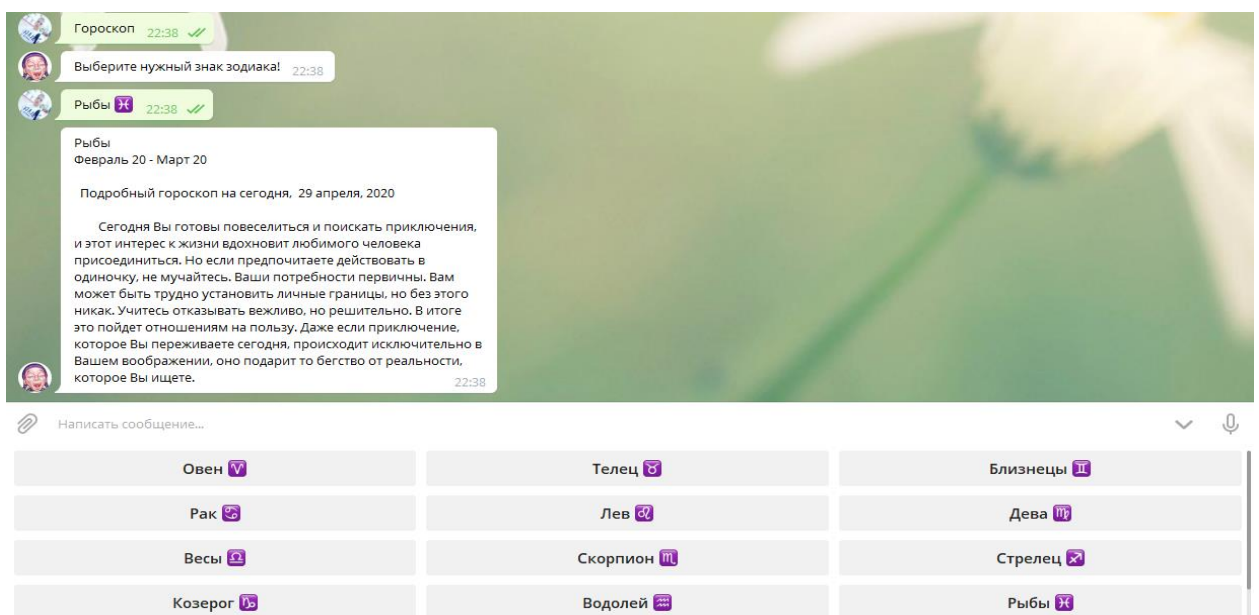 Гороскоп 22:38
Выберите нужный знак зодиака! 22:38
Рыбы ♓ 22:38
Рыбы
Февраль 20 - Март 20
Подробный гороскоп на сегодня, 29 апреля, 2020
Сегодня Вы готовы повеселиться и поискать приключения,
и этот интерес к жизни вдохновит любимого человека
присоединиться. Но если предпочитаете действовать в
одиночку, не мучайтесь. Ваши потребности первичны. Вам
может быть трудно установить личные границы, но без этого
никак. Учитесь отказывать вежливо, но решительно. В итоге
это пойдет отношениям на пользу. Даже если приключение,
которое Вы переживаете сегодня, происходит исключительно в
Вашем воображении, оно подарит то бегство от реальности,
которое Вы ищете. 22:38
Написать сообщение...
Овен ♈ Телец ♉ Близнецы ♊
Рак ♋ Лев ♌ Дева ♍
Весы ♎ Скорпион ♏ Стрелец ♐
Козерог ♑ Водолей ♒ Рыбы ♓